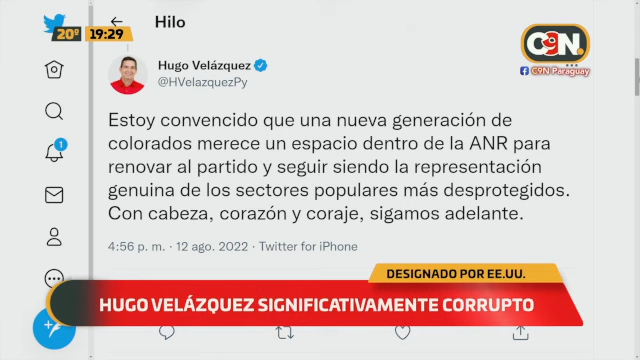 20º 19:29
Hilo
C9N.
C9N Paraguay
Hugo Velázquez
@HVelazquezPy
1
Estoy convencido que una nueva generación de
colorados merece un espacio dentro de la ANR para
renovar al partido y seguir siendo la representación
genuina de los sectores populares más desprotegidos.
Con cabeza, corazón y coraje, sigamos adelante.
4:56 p. m. · 12 ago. 2022 · Twitter for iPhone
DESIGNADO POR EE.UU.
HUGO VELÁZQUEZ SIGNIFICATIVAMENTE CORRUPTO